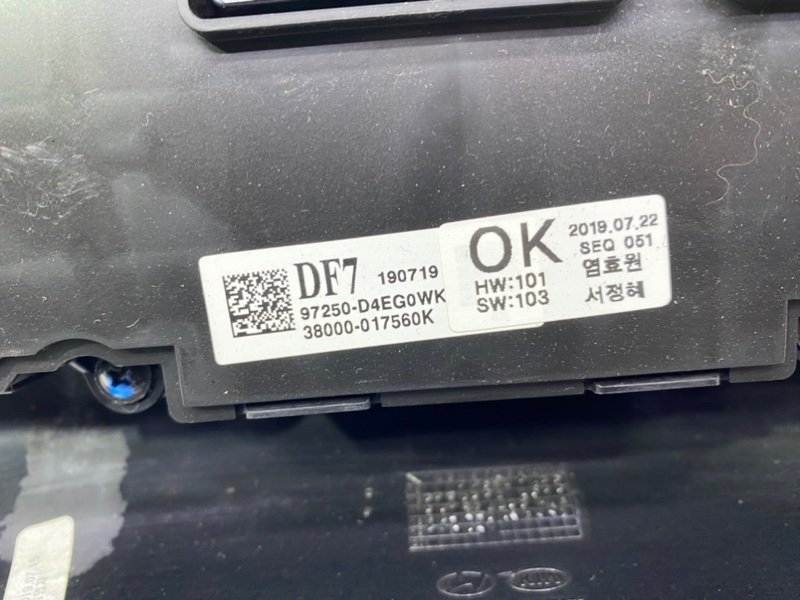 DF7 190719
97250-D4EG0WK
38000-017560K
OK
HW:101
SW:103
2019.07.22
SEQ 051
염효원
서정혜
KIA